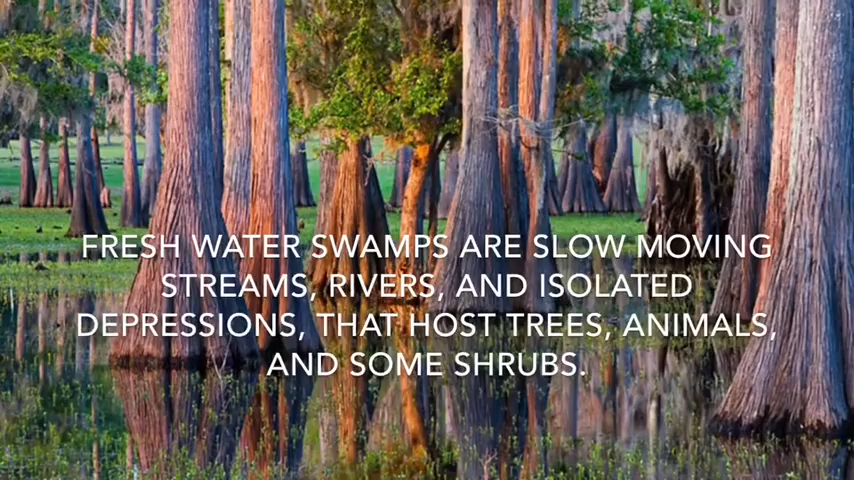 FRESH WATER SWAMPS ARE SLOW MOVING
STREAMS, RIVERS, AND ISOLATED
DEPRESSIONS, THAT HOST TREES, ANIMALS,
AND SOME SHRUBS.